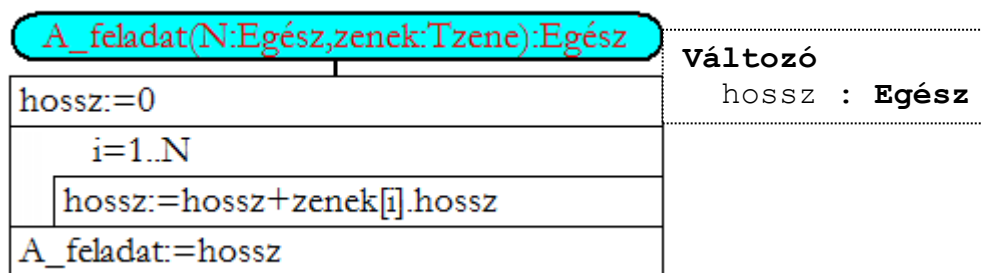 A_feladat(N:Egész,zenek:Tzene):Egész
Változó
hossz : Egész
hossz:=0
i=1..N
hossz:=hossz+zenek[i].hossz
A_feladat:=hossz